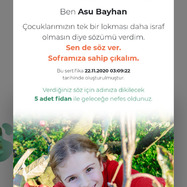 Ben Asu Bayhan
Çocuklarımızın tek bir lokması daha israf
olmasın diye sözümü verdim.
Sen de söz ver.
Soframıza sahip çıkalım.
Bu sertifika 22.11.2020 03:09:22
tarihinde oluşturulmuştur.
Verdiğiniz söz için adınıza dikilecek
5 adet fidan ile geleceğe nefes oldunuz.